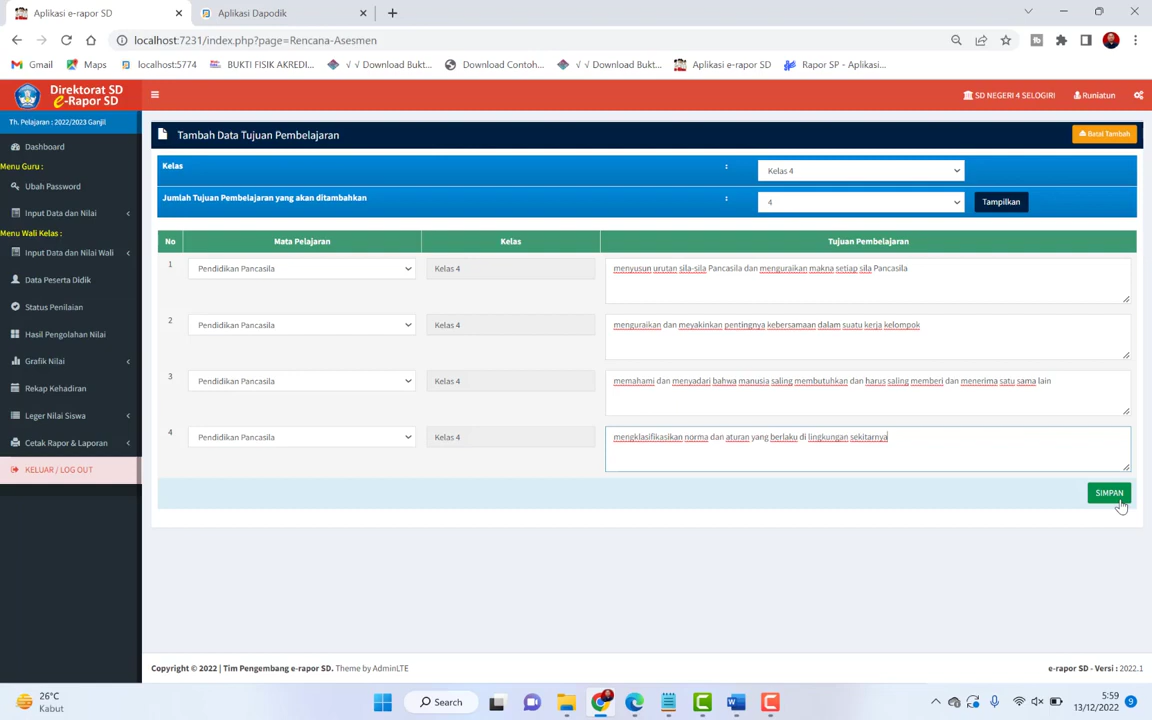 Aplikasi e-rapor SD
Aplikasi Dapodik
localhost:7231/index.php?page=Rencana-Asesmen
Gmail
Maps
localhost:5774
BUKTI FISIK AKREDI...
√ √ Download Bukt...
Download Contoh...
√ √ Download Bukt...
Aplikasi e-rapor SD
Rapor SP - Aplikasi...
Direktorat SD
e-Rapor SD
SD NEGERI 4 SELOGIRI
Runiatun
Th. Pelajaran : 2022/2023 Ganjil
Dashboard
Menu Guru :
Ubah Password
Input Data dan Nilai
Menu Wali Kelas :
Input Data dan Nilai Wali
Data Peserta Didik
Status Penilaian
Hasil Pengolahan Nilai
Grafik Nilai
Rekap Kehadiran
Leger Nilai Siswa
Cetak Rapor & Laporan
KELUAR / LOG OUT
Tambah Data Tujuan Pembelajaran
Batal Tambah
Kelas : Kelas 4
Jumlah Tujuan Pembelajaran yang akan ditambahkan : 4 Tampilkan
No Mata Pelajaran Kelas Tujuan Pembelajaran
1 Pendidikan Pancasila Kelas 4 menyusun urutan sila-sila Pancasila dan menguraikan makna setiap sila Pancasila
2 Pendidikan Pancasila Kelas 4 menguraikan dan meyakinkan pentingnya kebersamaan dalam suatu kerja kelompok
3 Pendidikan Pancasila Kelas 4 memahami dan menyadari bahwa manusia saling membutuhkan dan harus saling memberi dan menerima satu sama lain
4 Pendidikan Pancasila Kelas 4 mengklasifikasikan norma dan aturan yang berlaku di lingkungan sekitarnya
SIMPAN
Copyright © 2022 | Tim Pengembang e-rapor SD. Theme by AdminLTE
e-rapor SD - Versi : 2022.1
26°C
Kabut
Search
5:59
13/12/2022
9